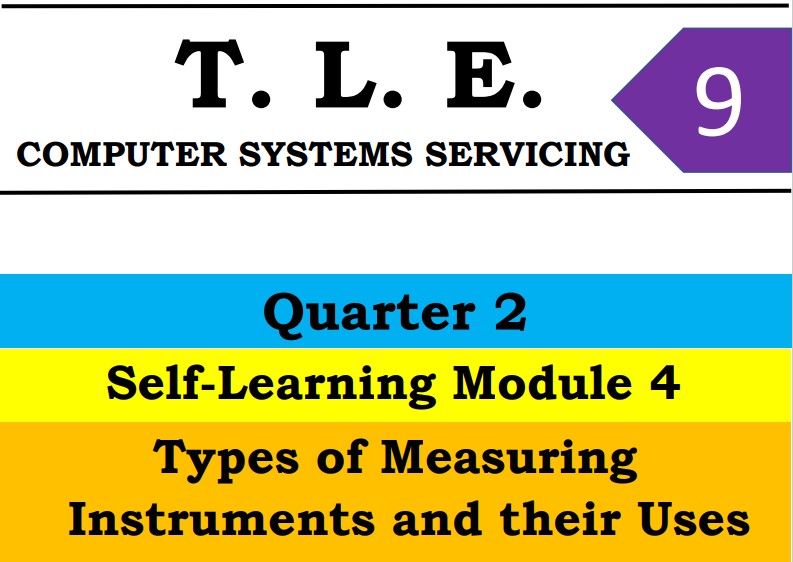 T. L. E.
9
COMPUTER SYSTEMS SERVICING
Quarter 2
Self-Learning Module 4
Types of Measuring
Instruments and their Uses